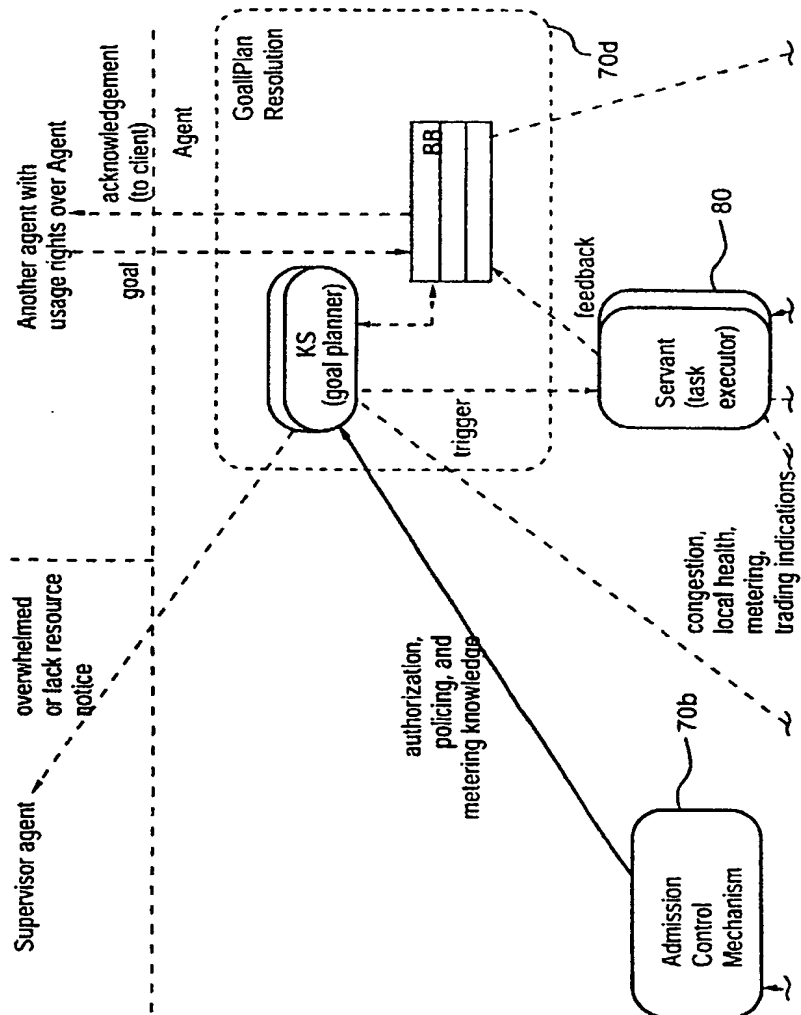 Supervisor agent
overwhelmed
or lack resource
notice
Another agent with
usage rights over Agent
goal
acknowledgement
(to client)
Agent
GoallPlan
Resolution
70d
KS
(goal planner)
BB
trigger
feedback
authorization,
policing, and
metering knowledge
Admission
Control
Mechanism
70b
congestion,
local health,
metering,
trading indications
Servant
(task
executor)
80